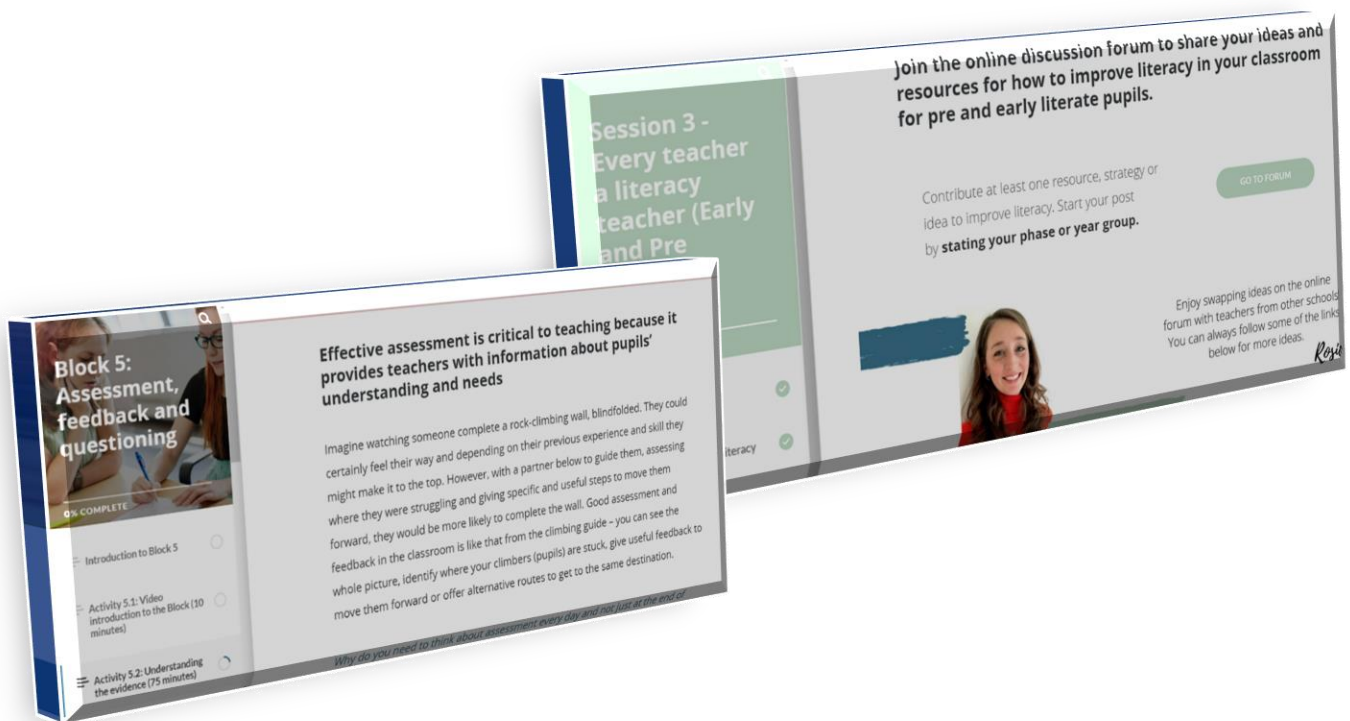 Session 3 -
Every teacher
a literacy
teacher (Early
and Pre
iteracy
Join the online discussion forum to share your ideas and
resources for how to improve literacy in your classroom
for pre and early literate pupils.
Contribute at least one resource, strategy or
idea to improve literacy. Start your post
by stating your phase or year group.
GO TO FORUM
Enjoy swapping ideas on the online
forum with teachers from other schools
You can always follow some of the links
below for more ideas.
Rosie
Block 5:
Assessment,
feedback and
questioning
0% COMPLETE
Introduction to Block 5
Activity 5.1: Video
introduction to the Block (10
minutes)
Activity 5.2: Understanding
the evidence (75 minutes)
Effective assessment is critical to teaching because it
provides teachers with information about pupils'
understanding and needs
Imagine watching someone complete a rock-climbing wall, blindfolded. They could
certainly feel their way and depending on their previous experience and skill they
might make it to the top. However, with a partner below to guide them, assessing
where they were struggling and giving specific and useful steps to move them
forward, they would be more likely to complete the wall. Good assessment and
feedback in the classroom is like that from the climbing guide – you can see the
whole picture, identify where your climbers (pupils) are stuck, give useful feedback to
move them forward or offer alternative routes to get to the same destination.
Why do you need to think about assessment every day and not just at the end of